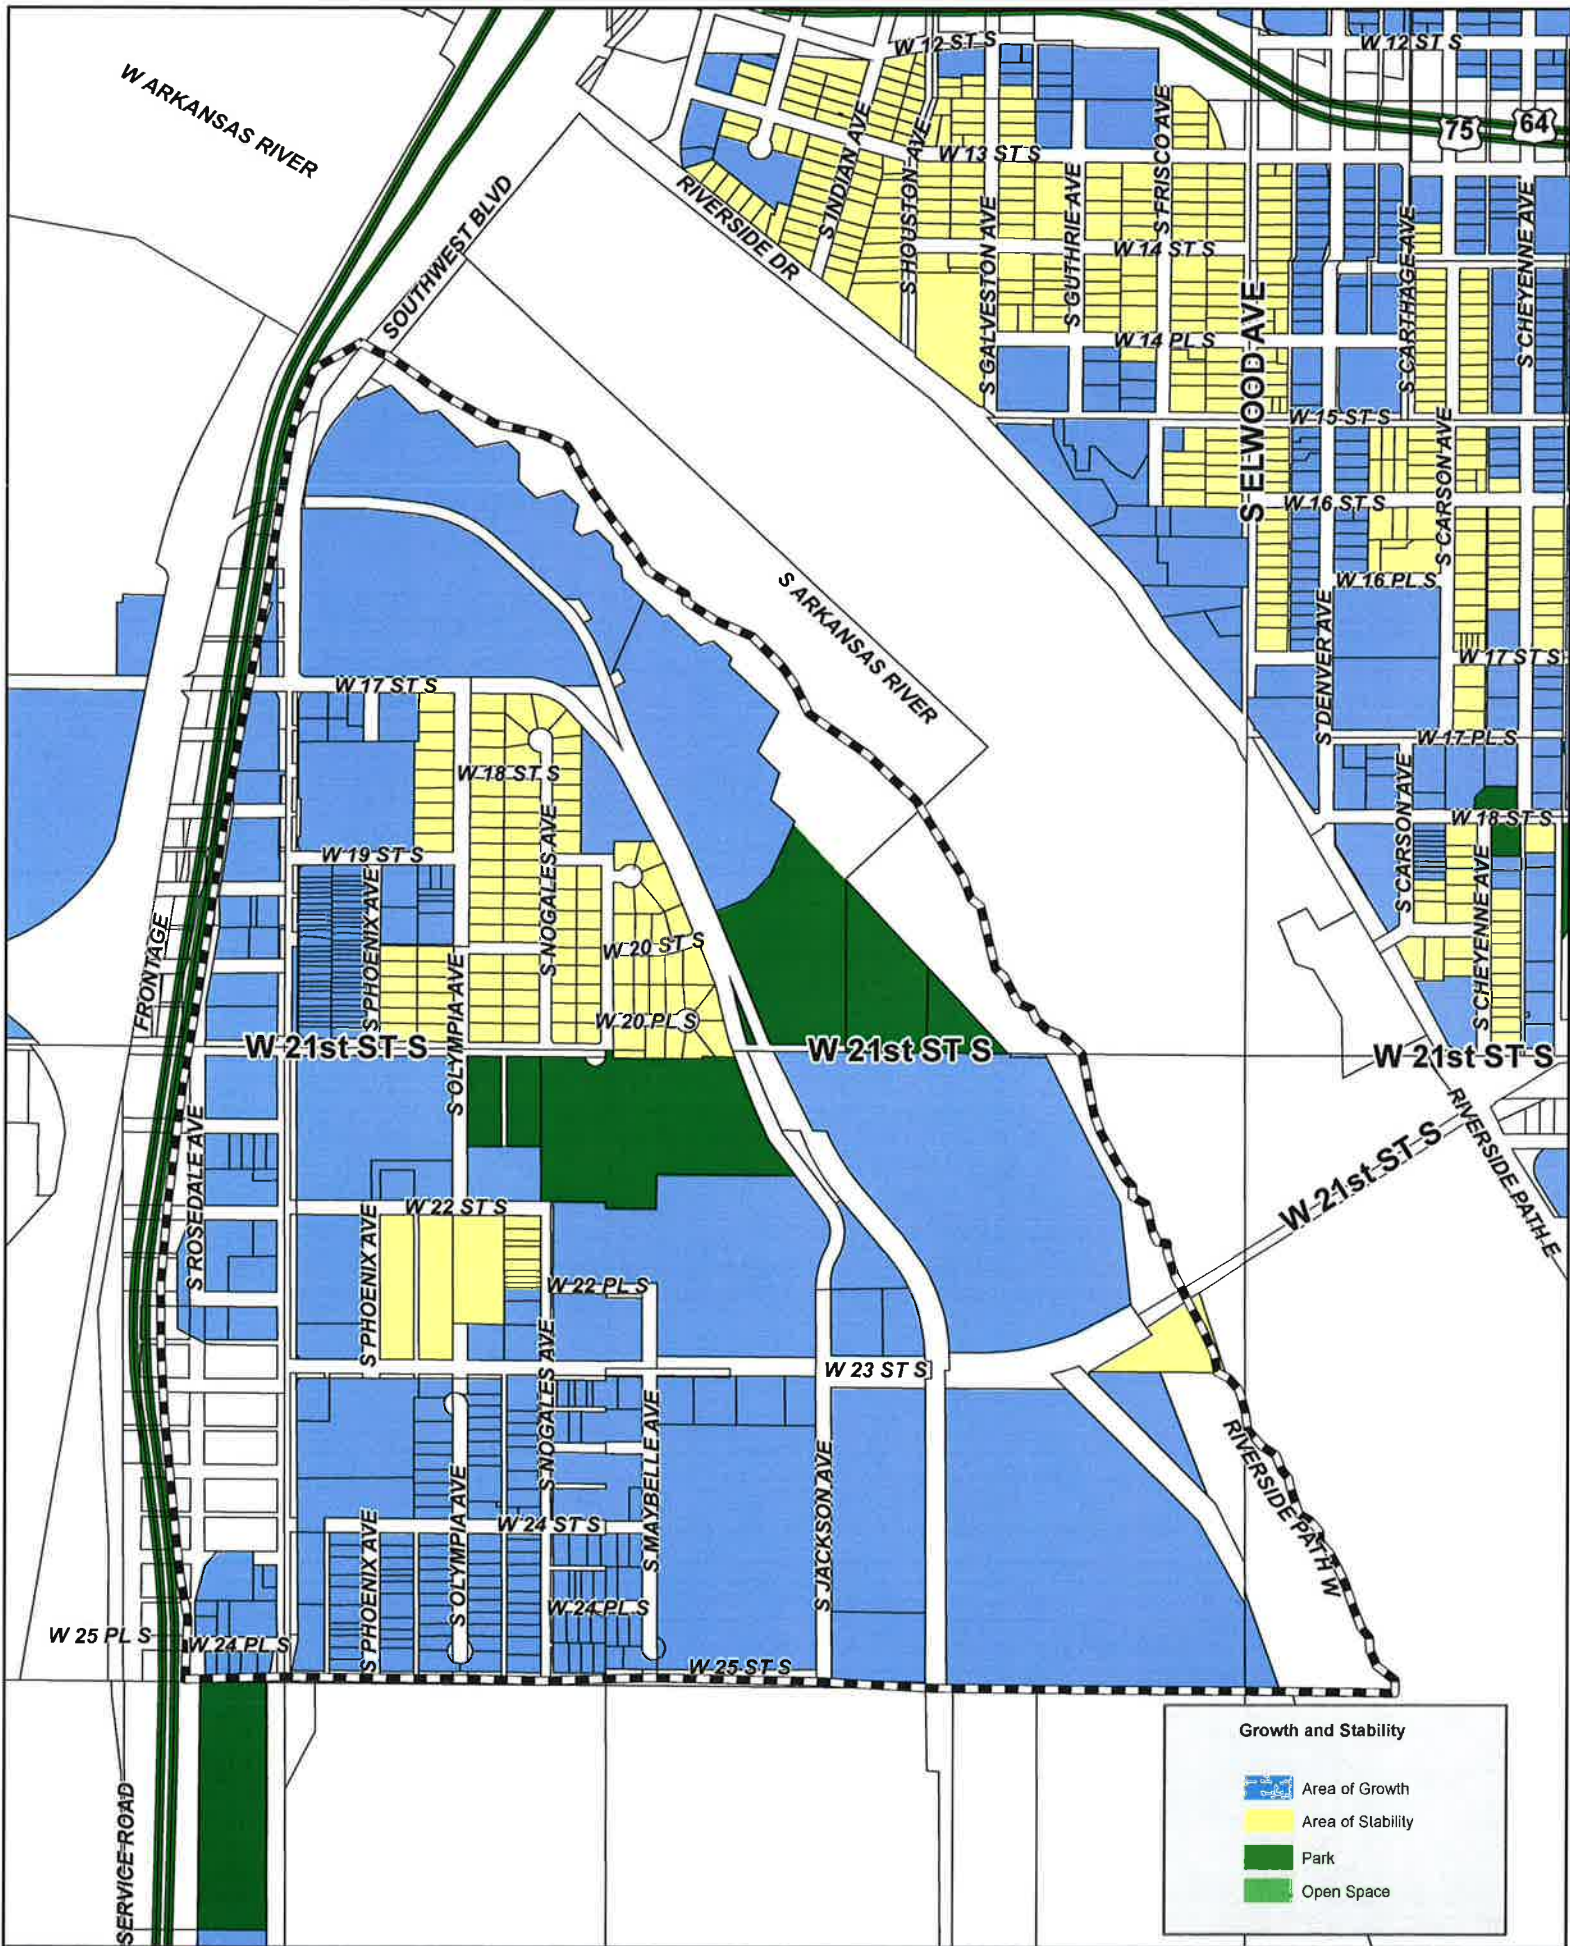 W 12 ST S
W 12 ST S
W ARKANSAS RIVER
75
64
S INDIAN AVE
S HOUSTON AVE
W 13 ST S
S FRISCO AVE
S GUTHRIE AVE
SOUTHWEST BLVD
RIVERSIDE DR
S GALVESTON AVE
W 14 ST S
S CARTHAGE AVE
S CHEYENNE AVE
W 14 PL S
S ELWOOD AVE
W 15 ST S
W 16 ST S
S CARSON AVE
W 16 PL S
S ARKANSAS RIVER
S DENVER AVE
W 17 ST S
W 17 ST S
W 17 PL S
W 18 ST S
S NOGALES AVE
S CARSON AVE
W 18 ST S
W 19 ST S
S PHOENIX AVE
S CHEYENNE AVE
FRONTAGE
W 20 ST S
S OLYMPIA AVE
W 20 PL S
W 21st ST S
W 21st ST S
W 21st ST S
S ROSEDALE AVE
RIVERSIDE PATH E
W 21st ST S
W 22 ST S
S PHOENIX AVE
W 22 PL S
S NOGALES AVE
W 23 ST S
S MAYBELLE AVE
S JACKSON AVE
RIVERSIDE PATH W
S OLYMPIA AVE
S PHOENIX AVE
W 24 ST S
W 24 PL S
W 25 PL S
W 24 PL S
W 25 ST S
SERVICE ROAD
Growth and Stability
Area of Growth
Area of Stability
Park
Open Space